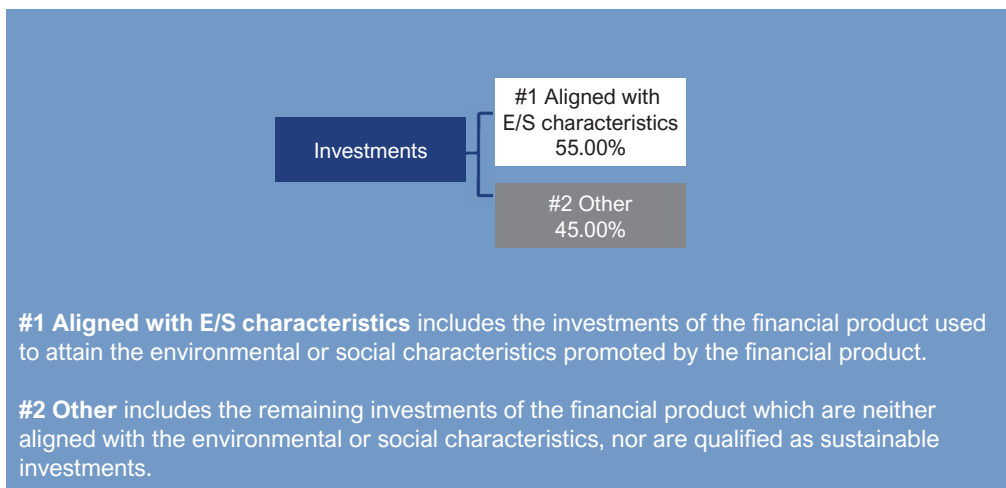 Investments
#1 Aligned with
E/S characteristics
55.00%
#2 Other
45.00%
#1 Aligned with E/S characteristics includes the investments of the financial product used
to attain the environmental or social characteristics promoted by the financial product.
#2 Other includes the remaining investments of the financial product which are neither
aligned with the environmental or social characteristics, nor are qualified as sustainable
investments.